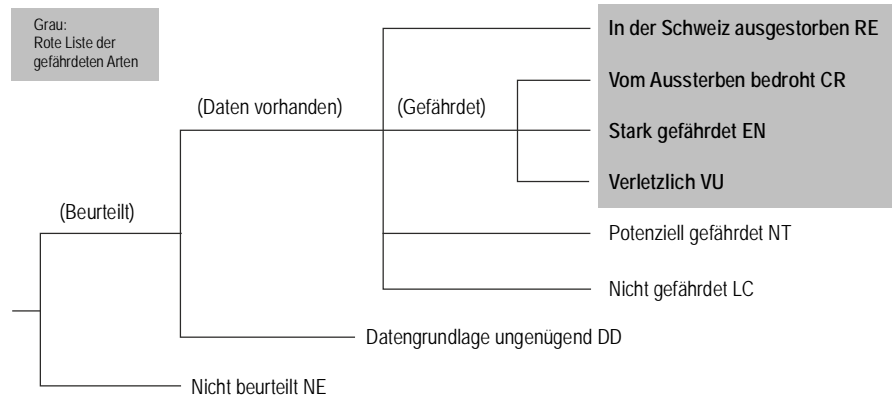 Grau:
Rote Liste der
gefährdeten Arten
In der Schweiz ausgestorben RE
Vom Aussterben bedroht CR
(Daten vorhanden)
(Gefährdet)
Stark gefährdet EN
Verletzlich VU
(Beurteilt)
Potenziell gefährdet NT
Nicht gefährdet LC
Datengrundlage ungenügend DD
Nicht beurteilt NE